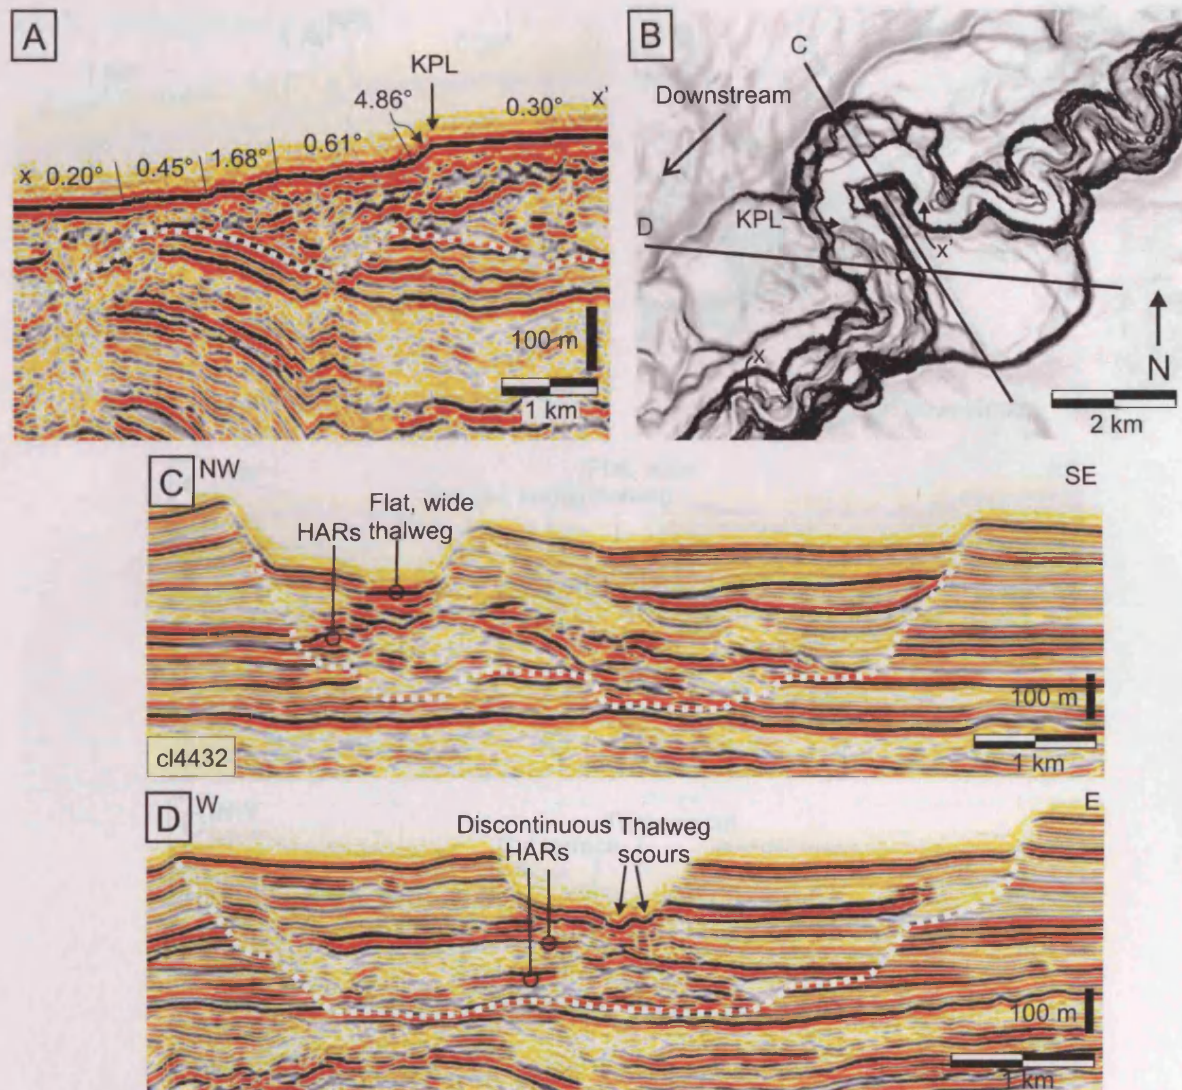 A
KPL
4.86°
0.30°
x'
x
0.20°
0.45°
1.68°
0.61°
100 m
1 km
B
C
Downstream
D
KPL
x'
x
N
2 km
C
NW
SE
Flat, wide
HARs thalweg
100 m
1 km
cl4432
D
W
E
Discontinuous Thalweg
HARs scours
100 m
1 km